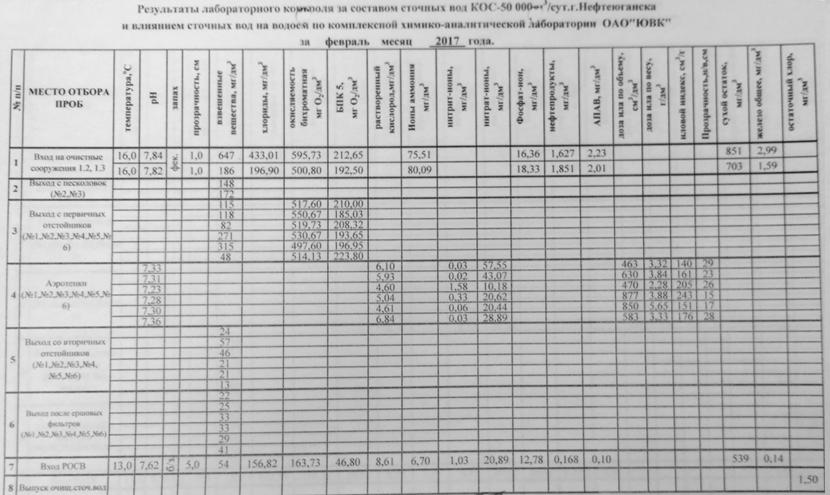 Результаты лабораторного контроля за составом сточных вод КОС-50 000 м³/сут.г.Нефтеюганска
и влиянием сточных вод на водоем по комплексной химико-аналитической лаборатории ОАО"ЮВК"
за февраль месяц 2017 года.
№ п/п МЕСТО ОТБОРА ПРОБ температура,°С рН запах прозрачность, см взвешенные вещества, мг/дм³ хлориды, мг/дм³ окисляемость бихроматная мг О₂/дм³ БПК 5, мг О₂/дм³ растворенный кислород,мг/дм³ Ионы аммония мг/дм³ нитрит-ионы, мг/дм³ нитрат-ионы, мг/дм³ Фосфат-ион, мг/дм³ нефтепродукты, мг/дм³ АПАВ, мг/дм³ доза ила по объему, см³/дм³ доза ила по весу, г/дм³ иловой индекс, см³/г Прозрачность,н/в,см сухой остаток, мг/дм³ железо общее, мг/дм³ остаточный хлор, мг/дм³
1 Вход на очистные сооружения 1.2, 1.3 фек.
16,0 7,84 1,0 647 433,01 595,73 212,65 75,51 16,36 1,627 2,23 851 2,99
16,0 7,82 1,0 186 196,90 500,80 192,50 80,09 18,33 1,851 2,01 703 1,59
2 Выход с песколовок (№2,№3)
148
172
3 Выход с первичных отстойников (№1,№2,№3,№4,№5,№6)
115 517,60 210,00
118 550,67 185,03
82 519,73 208,32
271 530,67 193,65
315 497,60 196,95
48 514,13 223,80
4 Аэротенки (№1,№2,№3,№4,№5,№6)
7,33 6,10 0,03 57,55 463 3,32 140 29
7,31 5,93 0,02 43,07 630 3,84 161 23
7,23 4,60 1,58 10,18 470 2,28 205 26
7,28 5,04 0,33 20,62 877 3,88 243 15
7,30 4,61 0,06 20,44 850 5,65 151 17
7,36 6,84 0,03 28,89 583 3,33 176 28
5 Выход со вторичных отстойников (№1,№2,№3,№4, №5,№6)
24
57
46
21
21
13
6 Выход после ершовых фильтров (№1,№2,№3,№4,№5,№6)
22
25
33
33
29
41
7 Вход РОСВ 13,0 7,62 б/з 5,0 54 156,82 163,73 46,80 8,61 6,70 1,03 20,89 12,78 0,168 0,10 539 0,14
8 Выпуск очищ.сточ.вод 1,50